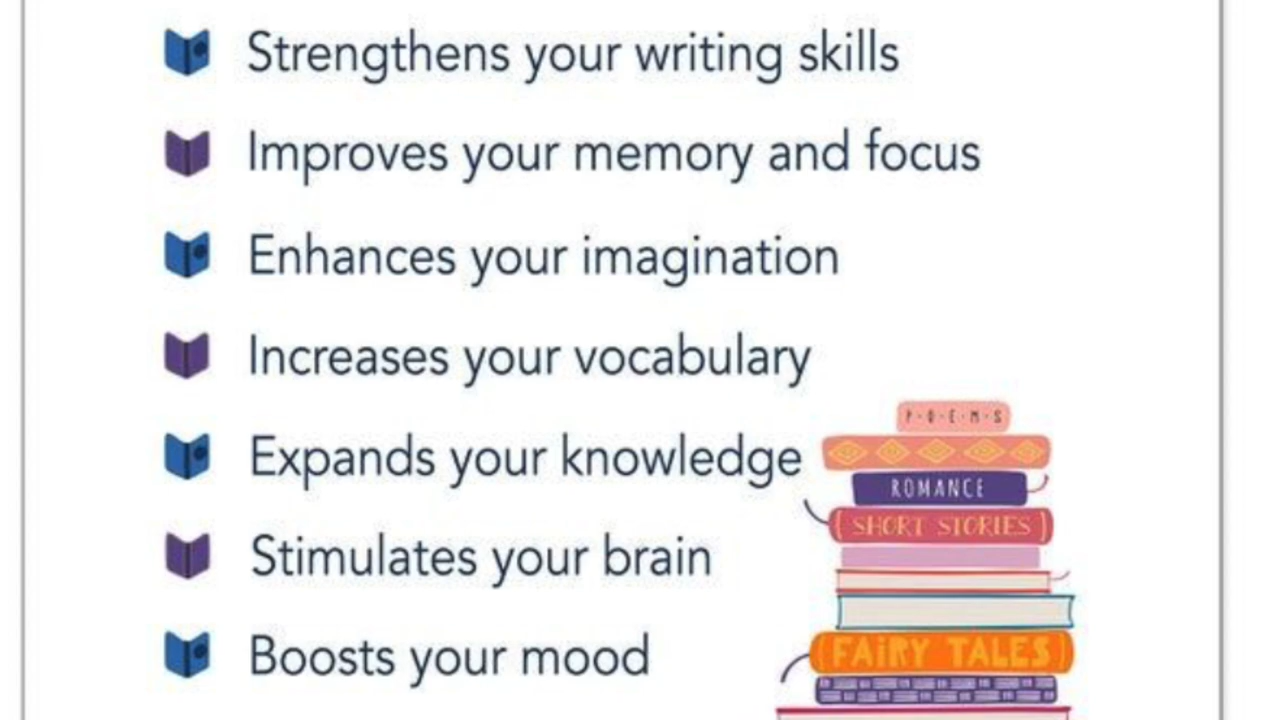 Strengthens your writing skills
Improves your memory and focus
Enhances your imagination
Increases your vocabulary
Expands your knowledge
Stimulates your brain
Boosts your mood
P·O·E·M·S
ROMANCE
SHORT STORIES
FAiRY TALES